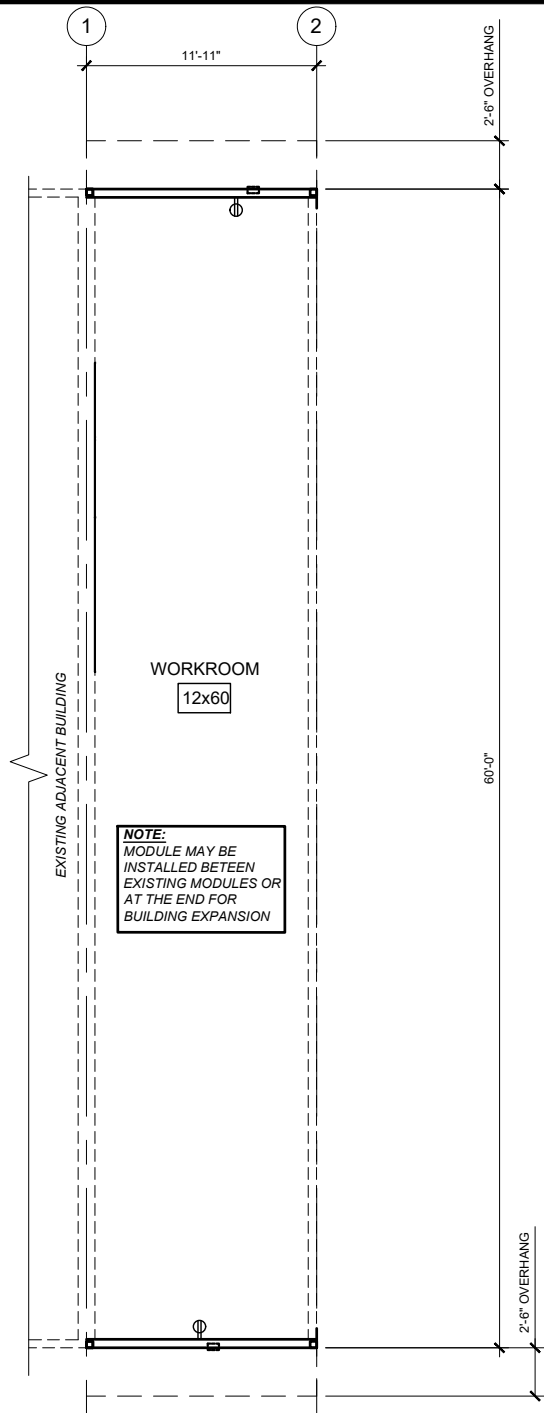 1
2
11'-11"
2'-6" OVERHANG
WORKROOM
12x60
EXISTING ADJACENT BUILDING
60'-0"
NOTE:
MODULE MAY BE
INSTALLED BETEEN
EXISTING MODULES OR
AT THE END FOR
BUILDING EXPANSION
2'-6" OVERHANG